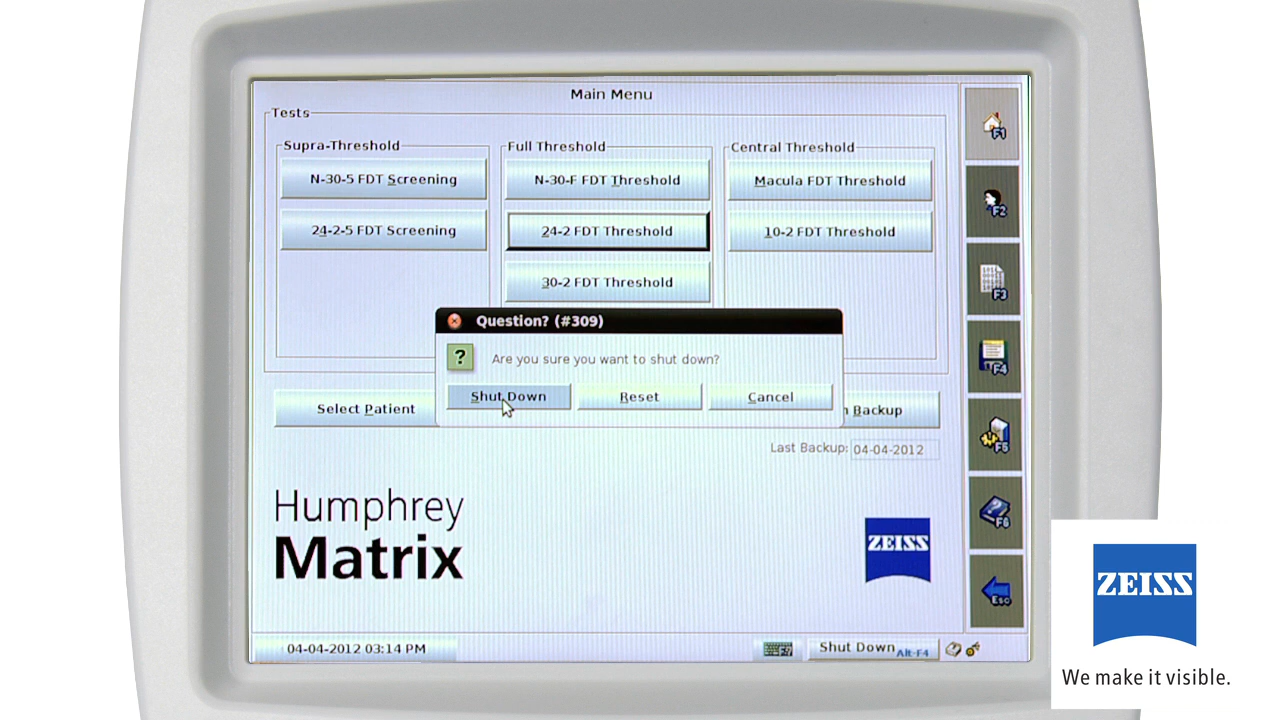 Main Menu
Tests
Supra-Threshold
N-30-5 FDT Screening
24-2-5 FDT Screening
Full Threshold
N-30-F FDT Threshold
24-2 FDT Threshold
30-2 FDT Threshold
Central Threshold
Macula FDT Threshold
10-2 FDT Threshold
F1
F2
F3
F4
F5
F6
Esc
Question? (#309)
? Are you sure you want to shut down?
Shut Down Reset Cancel
Select Patient
Backup
Last Backup: 04-04-2012
Humphrey
Matrix
ZEISS
04-04-2012 03:14 PM
Shut Down Alt-F4
ZEISS
We make it visible.